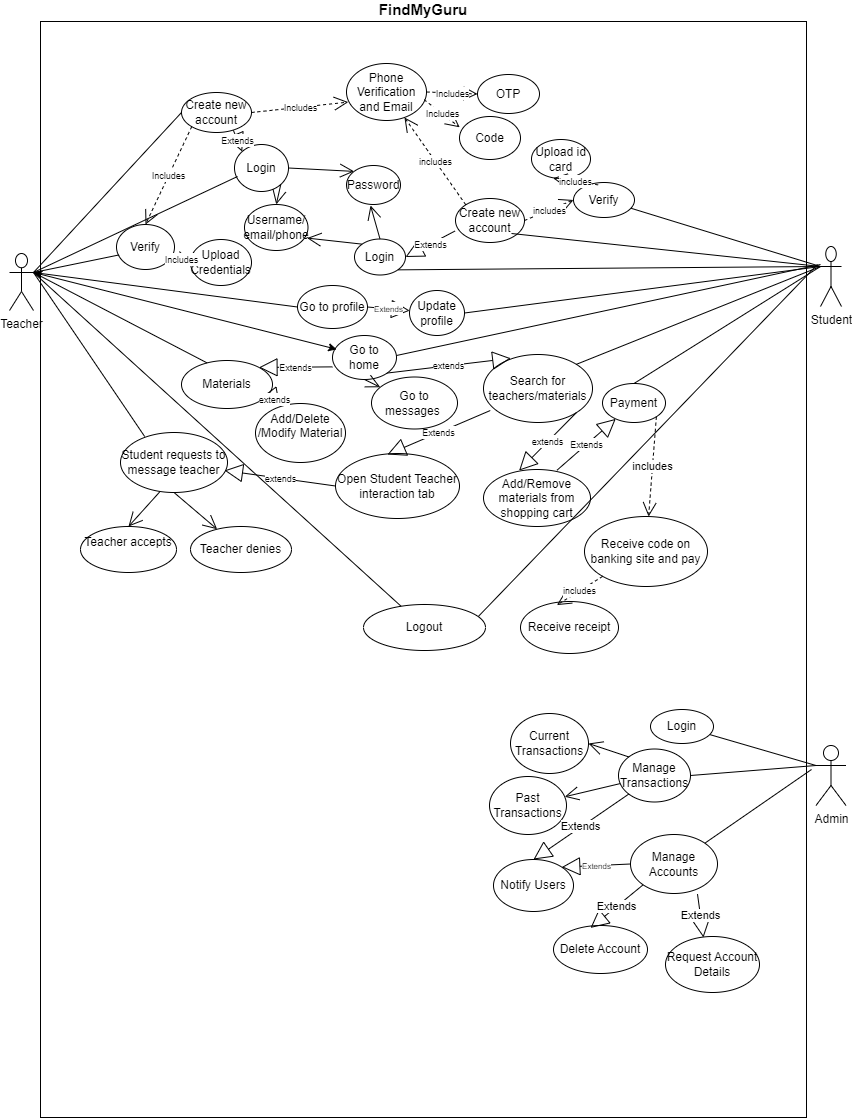 FindMyGuru
Phone
Verification
and Email
Includes
OTP
Create new
account
Includes
Includes
Code
Extends
Upload id
card
Login
includes
Includes
Password
includes
Verify
Create new
account
includes
Username/
email/phone
Verify
Extends
Includes
Upload
Credentials
Login
Teacher
Student
Go to profile
Extends
Update
profile
Go to
home
Extends
extends
Materials
Search for
teachers/materials
extends
Go to
messages
Payment
Add/Delete
/Modify Material
Extends
extends
Extends
Student requests to
message teacher
includes
extends
Open Student Teacher
interaction tab
Add/Remove
materials from
shopping cart
Teacher accepts
Teacher denies
Receive code on
banking site and pay
includes
Logout
Receive receipt
Login
Current
Transactions
Manage
Transactions
Past
Transactions
Admin
Extends
Manage
Accounts
Extends
Notify Users
Extends
Extends
Delete Account
Request Account
Details